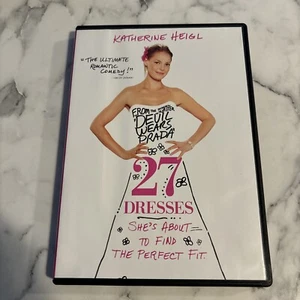 KATHERINE HEIGL
"THE ULTIMATE
ROMANTIC
COMEDY!"
FROM THE WRITER OF
DEVIL
WEARS
PRADA
27
DRESSES
SHE'S ABOUT
TO FIND
THE PERFECT FIT.